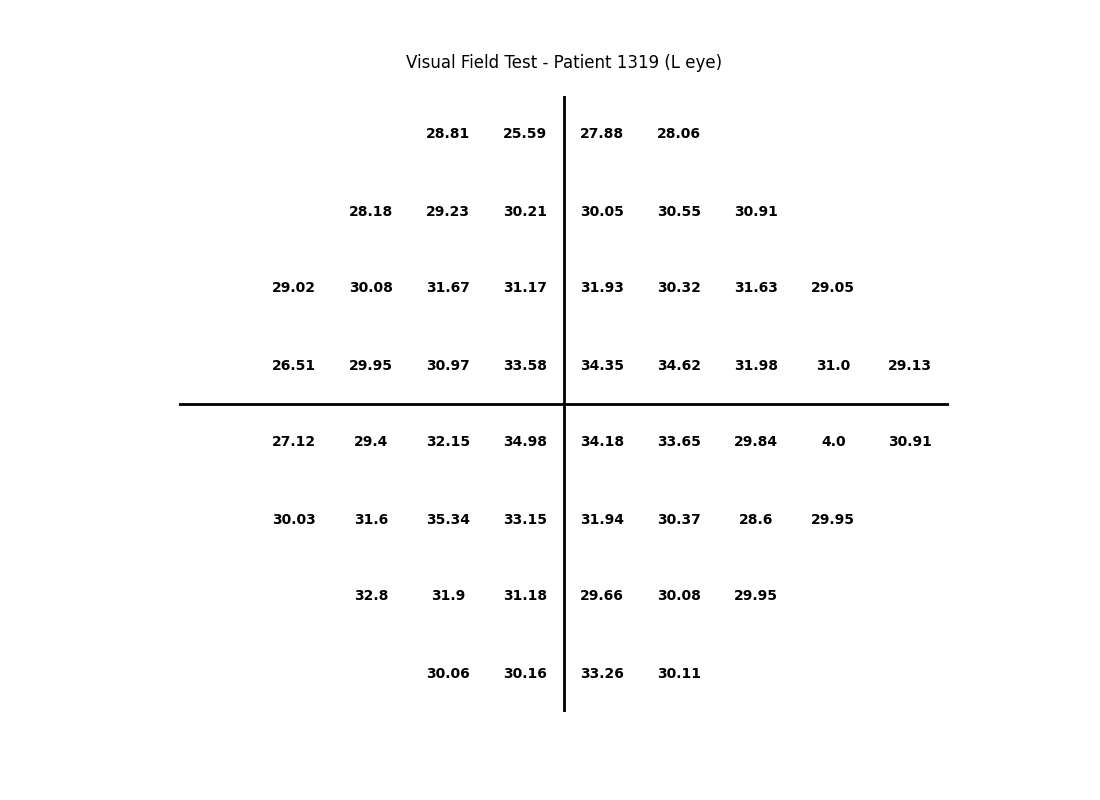 Visual Field Test - Patient 1319 (L eye)
28.81 25.59 27.88 28.06
28.18 29.23 30.21 30.05 30.55 30.91
29.02 30.08 31.67 31.17 31.93 30.32 31.63 29.05
26.51 29.95 30.97 33.58 34.35 34.62 31.98 31.0 29.13
27.12 29.4 32.15 34.98 34.18 33.65 29.84 4.0 30.91
30.03 31.6 35.34 33.15 31.94 30.37 28.6 29.95
32.8 31.9 31.18 29.66 30.08 29.95
30.06 30.16 33.26 30.11